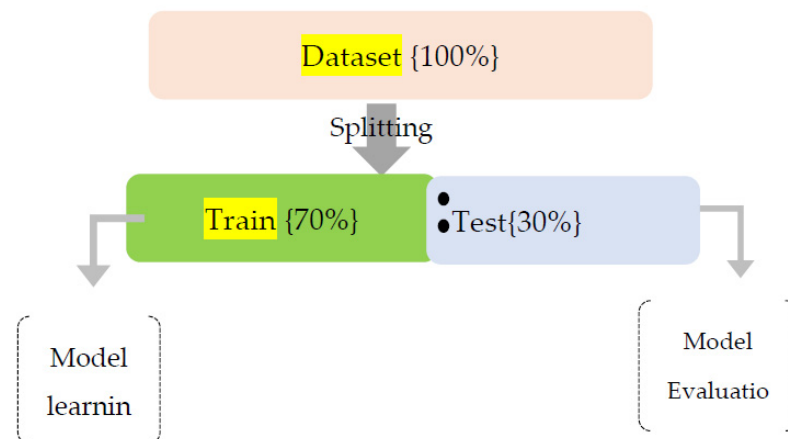 Dataset {100%}
Splitting
Train {70%}
•
•Test{30%}
Model
learnin
Model
Evaluatio